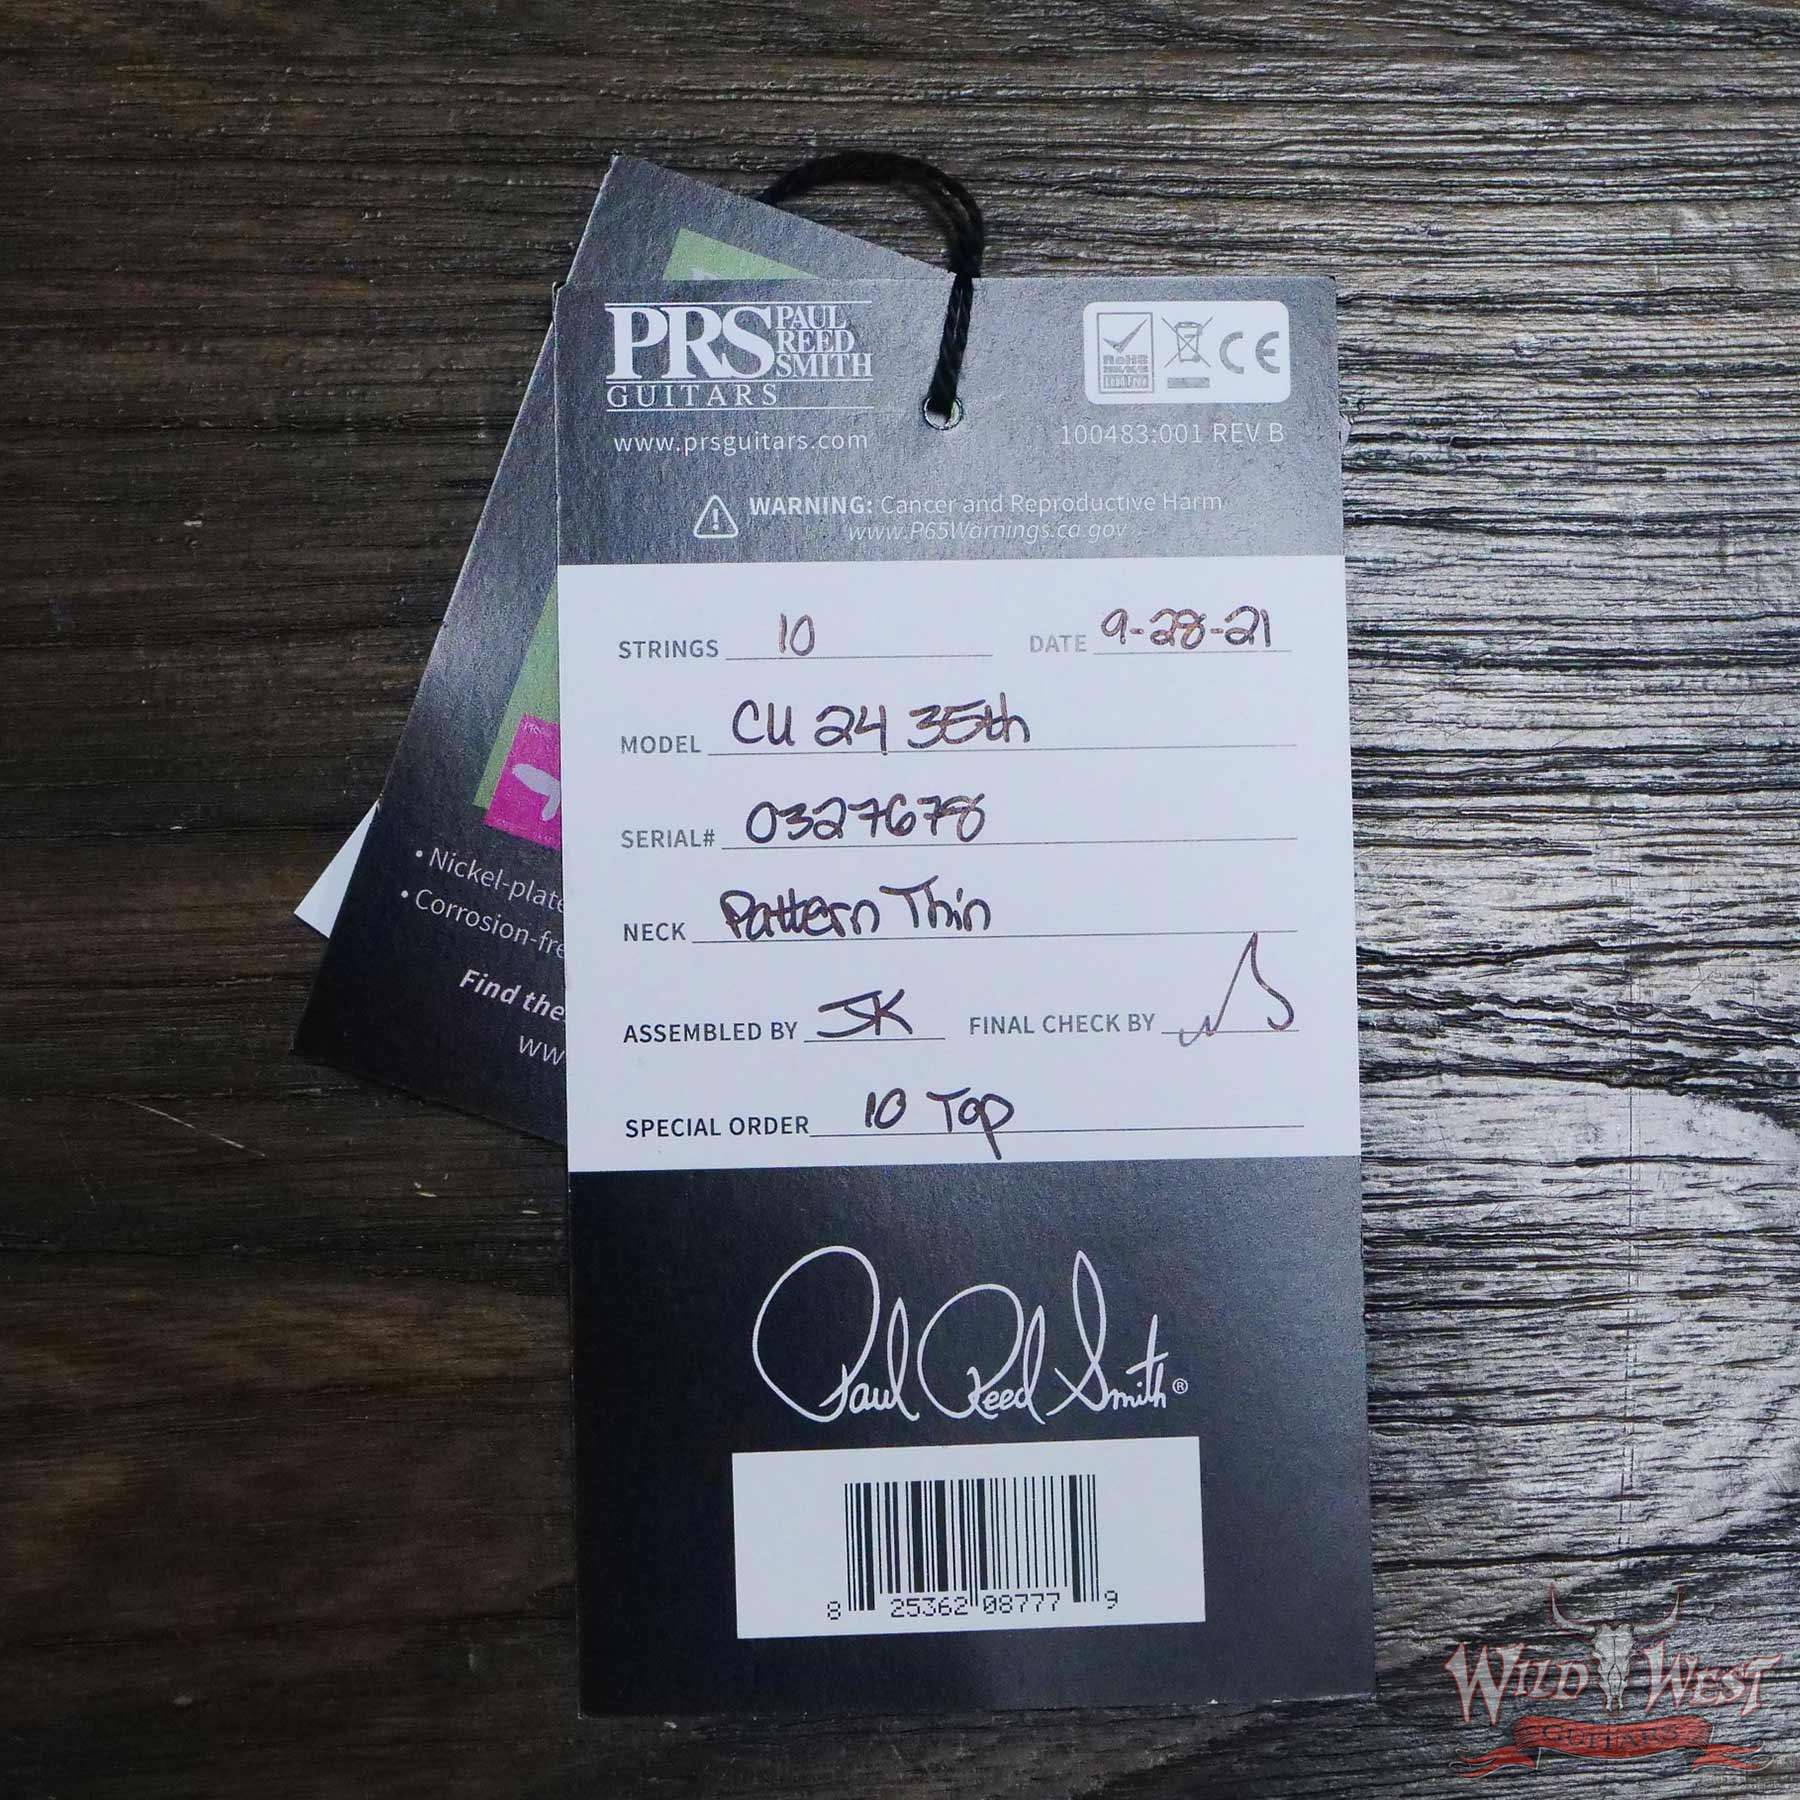 PRS PAUL REED SMITH
GUITARS
www.prsguitars.com
RoHS
CE
100483:001 REV B
WARNING: Cancer and Reproductive Harm
www.P65Warnings.ca.gov
STRINGS 10 DATE 9-28-21
MODEL CU 24 35th
SERIAL# 0327678
NECK Pattern Thin
ASSEMBLED BY JK FINAL CHECK BY
SPECIAL ORDER 10 Top
Paul Reed Smith®
8 25362 08777 9
• Nickel-plate
• Corrosion-fre
Find the
ww
WILD WEST
GUITARS